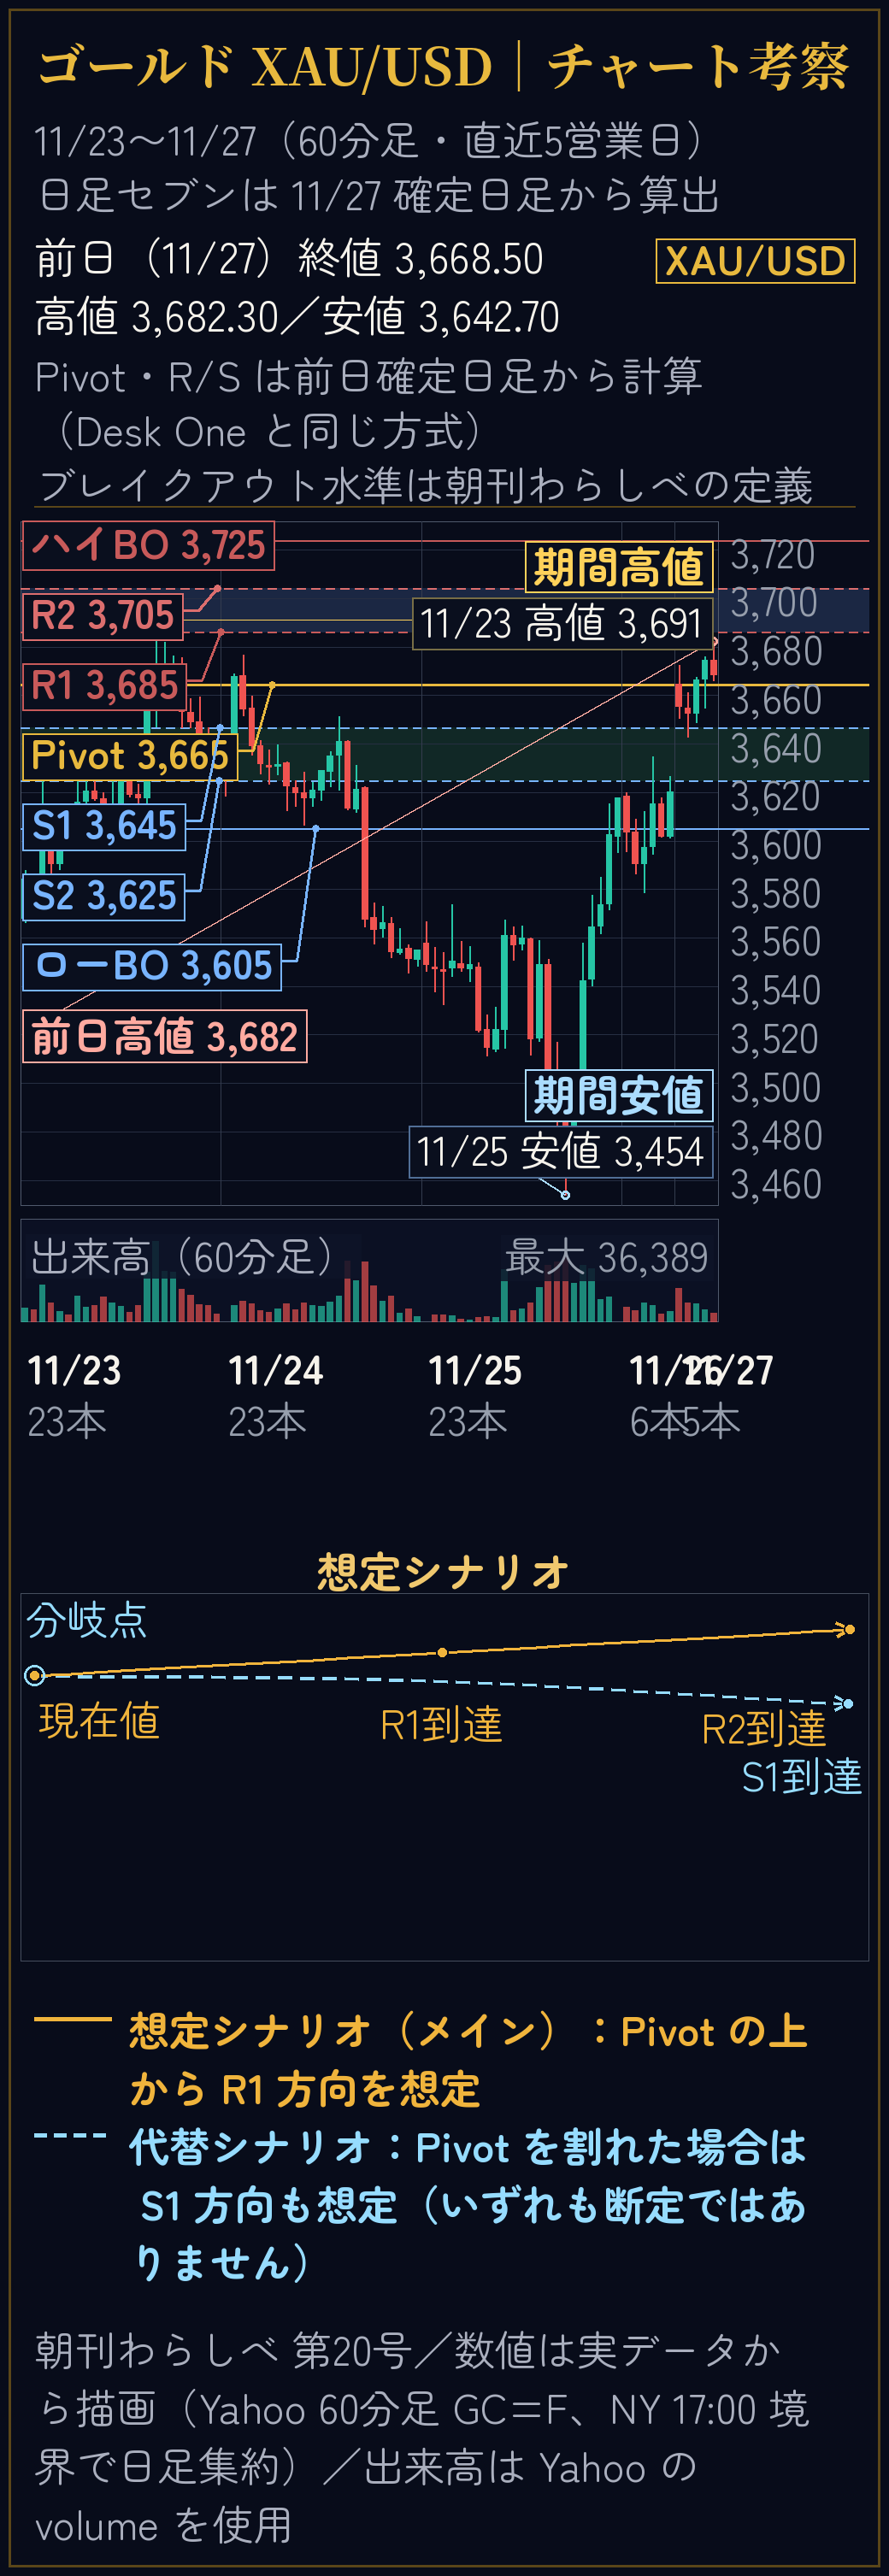 ゴールド XAU/USD｜チャート考察
11/23〜11/27（60分足・直近5営業日）
日足セブンは 11/27 確定日足から算出
前日（11/27）終値 3,668.50
XAU/USD
高値 3,682.30／安値 3,642.70
Pivot・R/S は前日確定日足から計算
（Desk One と同じ方式）
ブレイクアウト水準は朝刊わらしべの定義
ハイBO 3,725
期間高値
R2 3,705
11/23 高値 3,691
R1 3,685
Pivot 3,665
S1 3,645
S2 3,625
ローBO 3,605
前日高値 3,682
期間安値
11/25 安値 3,454
3,720
3,700
3,680
3,660
3,640
3,620
3,600
3,580
3,560
3,540
3,520
3,500
3,480
3,460
出来高（60分足）
最大 36,389
11/23
11/24
11/25
11/26
11/27
23本
23本
23本
6本
5本
想定シナリオ
分岐点
現在値
R1到達
R2到達
S1到達
想定シナリオ（メイン）：Pivot の上
から R1 方向を想定
代替シナリオ：Pivot を割れた場合は
S1 方向も想定（いずれも断定ではあ
りません）
朝刊わらしべ 第20号／数値は実データか
ら描画（Yahoo 60分足 GC=F、NY 17:00 境
界で日足集約）／出来高は Yahoo の
volume を使用